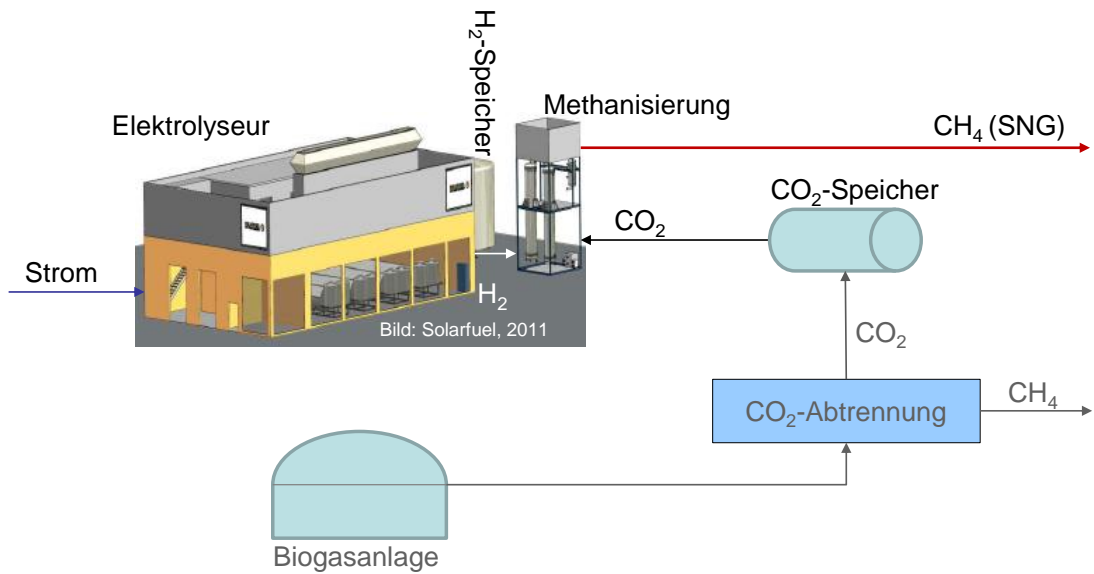 H₂-Speicher
Methanisierung
Elektrolyseur
CH₄ (SNG)
CO₂-Speicher
CO₂
Strom
H₂
Bild: Solarfuel, 2011
CO₂
CH₄
CO₂-Abtrennung
Biogasanlage